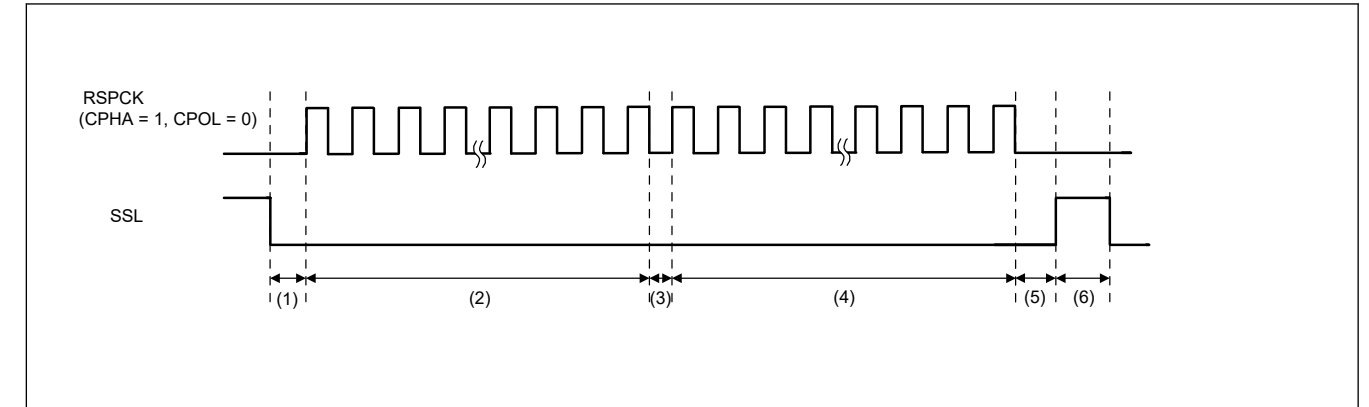 RSPCK
(CPHA = 1, CPOL = 0)
SSL
(1) (2) (3) (4) (5) (6)